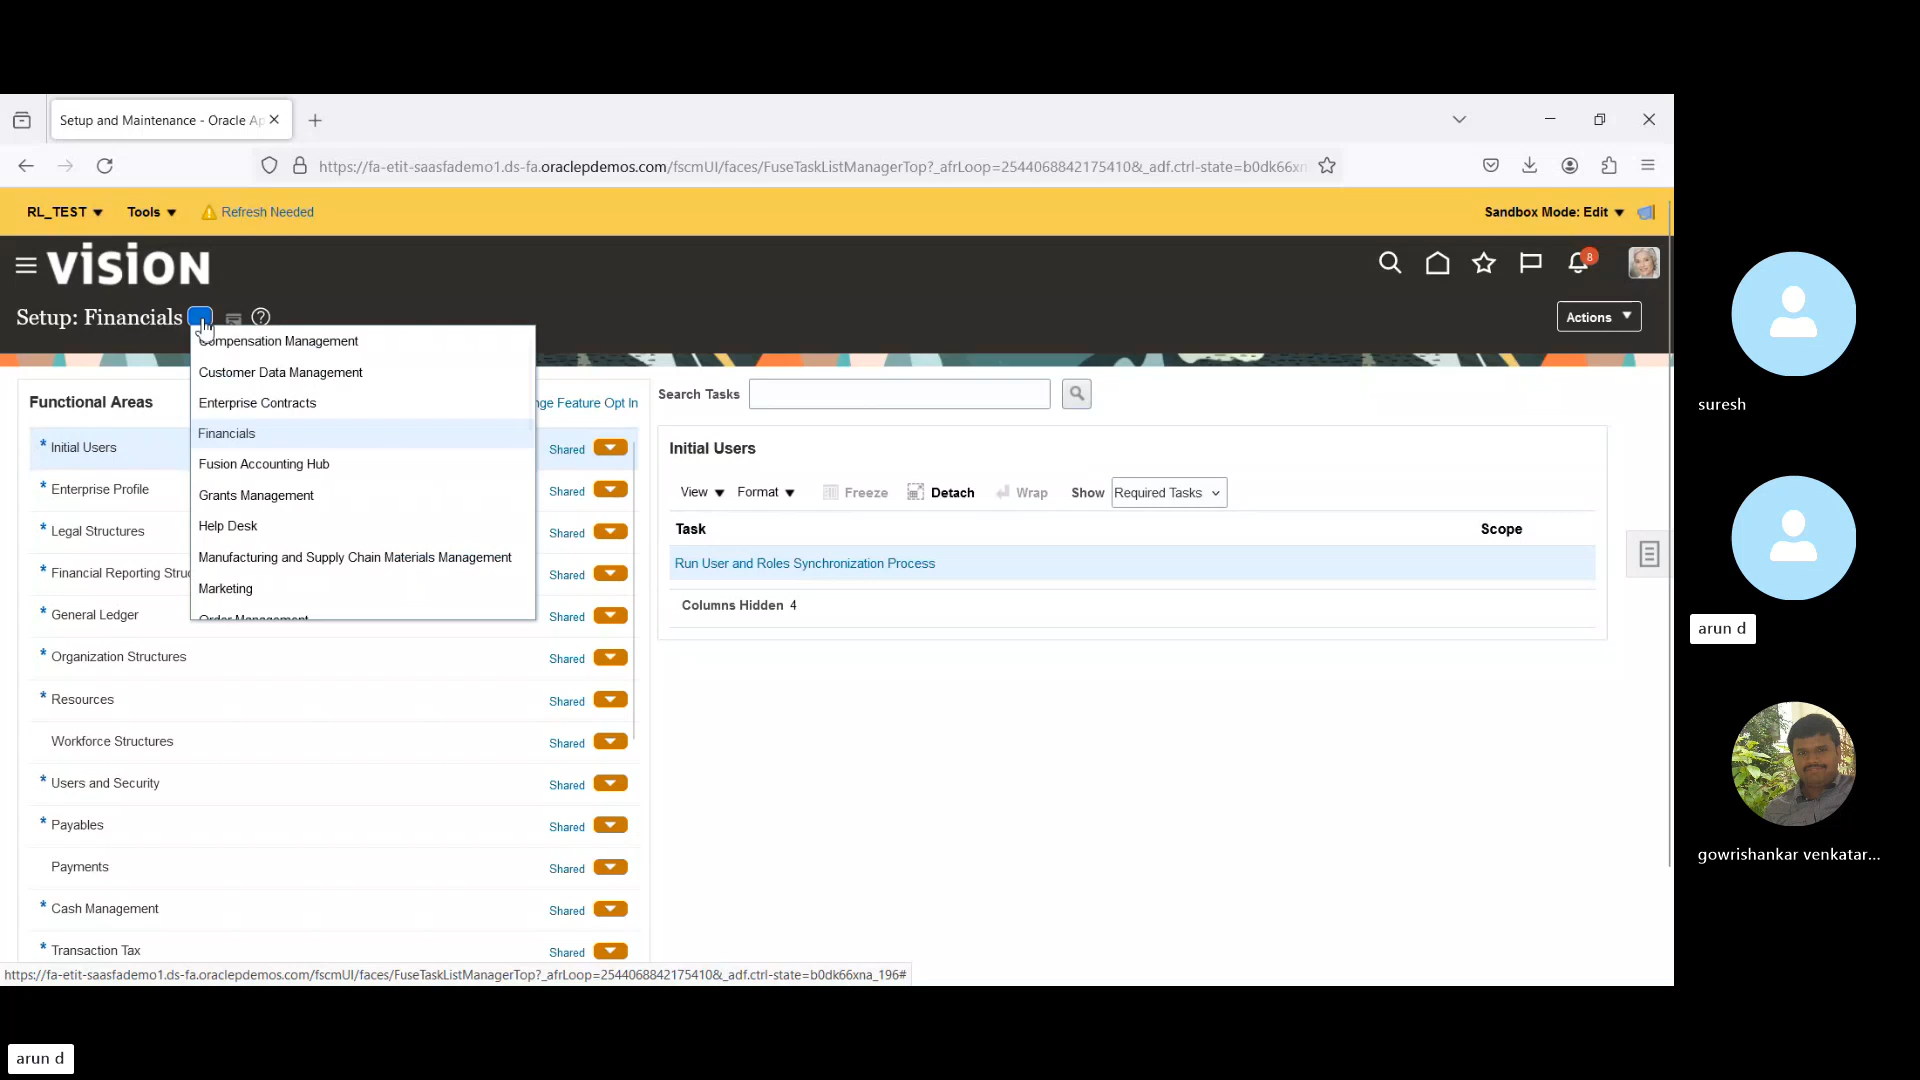 Setup and Maintenance - Oracle Ap
https://fa-etit-saasfademo1.ds-fa.oraclepdemos.com/fscmUI/faces/FuseTaskListManagerTop?_afrLoop=2544068842175410&_adf.ctrl-state=b0dk66xn
RL_TEST Tools Refresh Needed Sandbox Mode: Edit
VISION
8
Setup: Financials
Actions
Compensation Management
Customer Data Management
Enterprise Contracts
Financials
Fusion Accounting Hub
Grants Management
Help Desk
Manufacturing and Supply Chain Materials Management
Marketing
Order Management
Functional Areas
nge Feature Opt In
* Initial Users Shared
* Enterprise Profile Shared
* Legal Structures Shared
* Financial Reporting Struc Shared
* General Ledger Shared
* Organization Structures Shared
* Resources Shared
Workforce Structures Shared
* Users and Security Shared
* Payables Shared
Payments Shared
* Cash Management Shared
* Transaction Tax Shared
Search Tasks
Initial Users
View Format Freeze Detach Wrap Show Required Tasks
Task Scope
Run User and Roles Synchronization Process
Columns Hidden 4
https://fa-etit-saasfademo1.ds-fa.oraclepdemos.com/fscmUI/faces/FuseTaskListManagerTop?_afrLoop=2544068842175410&_adf.ctrl-state=b0dk66xna_196#
suresh
arun d
gowrishankar venkatar...
arun d